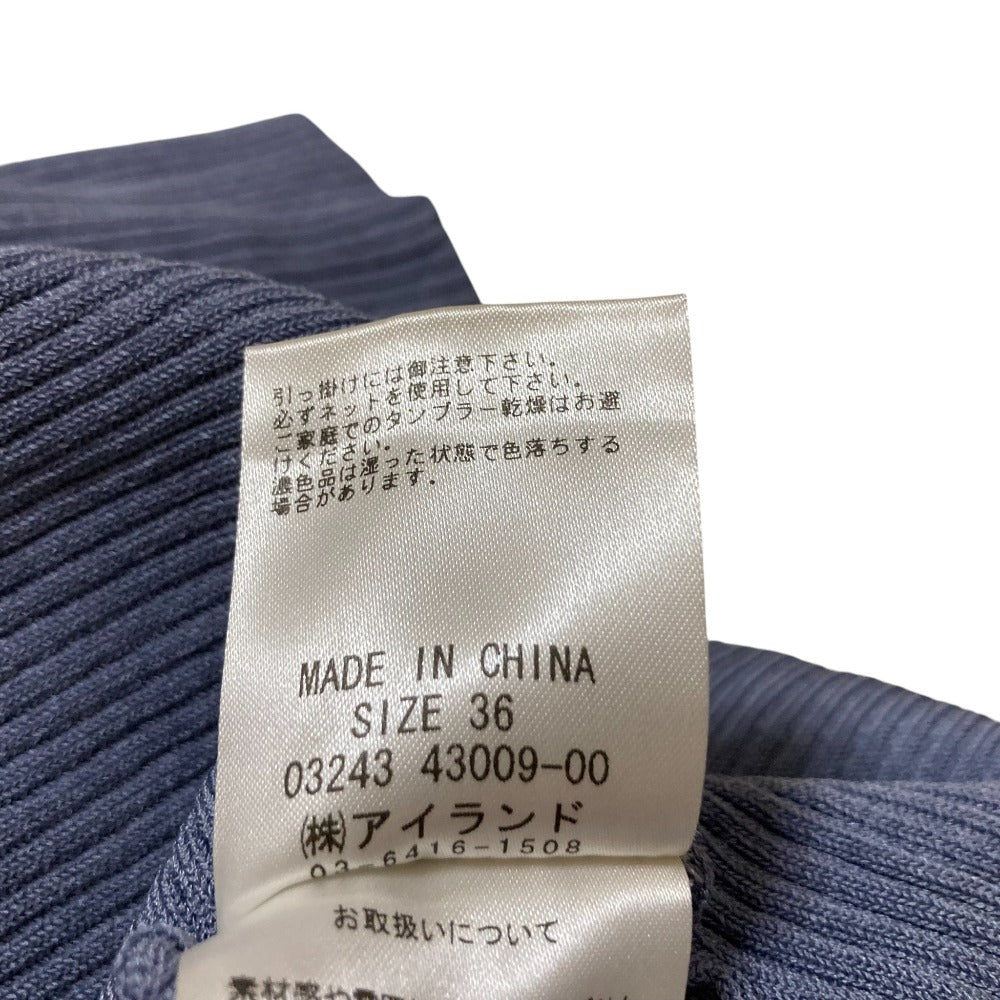 引っ掛けには御注意下さい。
必ずネットを使用して下さい。
ご家庭でのタンブラー乾燥はお避
けください。
濃色品は湿った状態で色落ちする
場合があります。
MADE IN CHINA
SIZE 36
03243 43009-00
(株)アイランド
03-6416-1508
お取扱いについて
素材感や